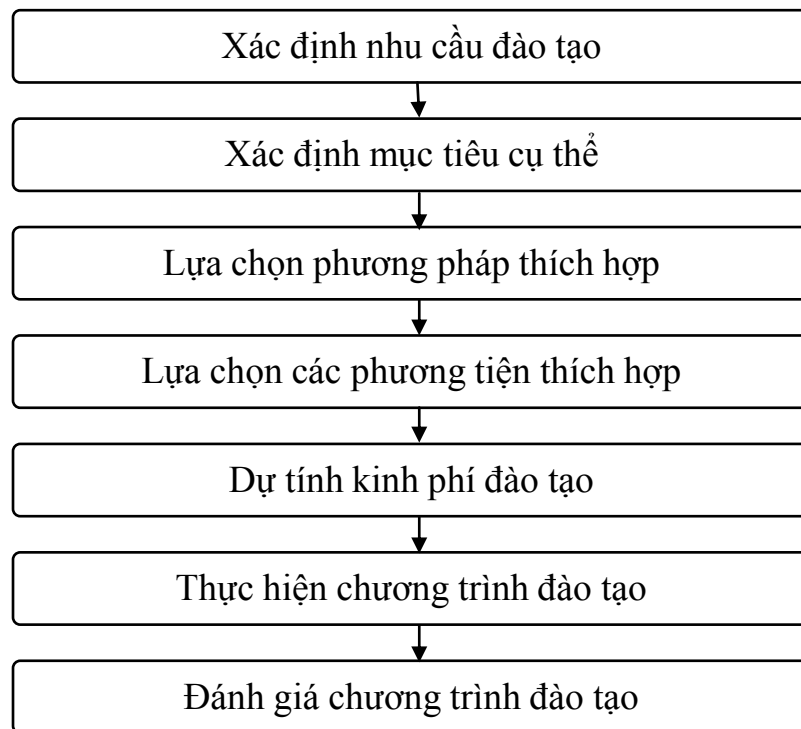 Xác định nhu cầu đào tạo
Xác định mục tiêu cụ thể
Lựa chọn phương pháp thích hợp
Lựa chọn các phương tiện thích hợp
Dự tính kinh phí đào tạo
Thực hiện chương trình đào tạo
Đánh giá chương trình đào tạo